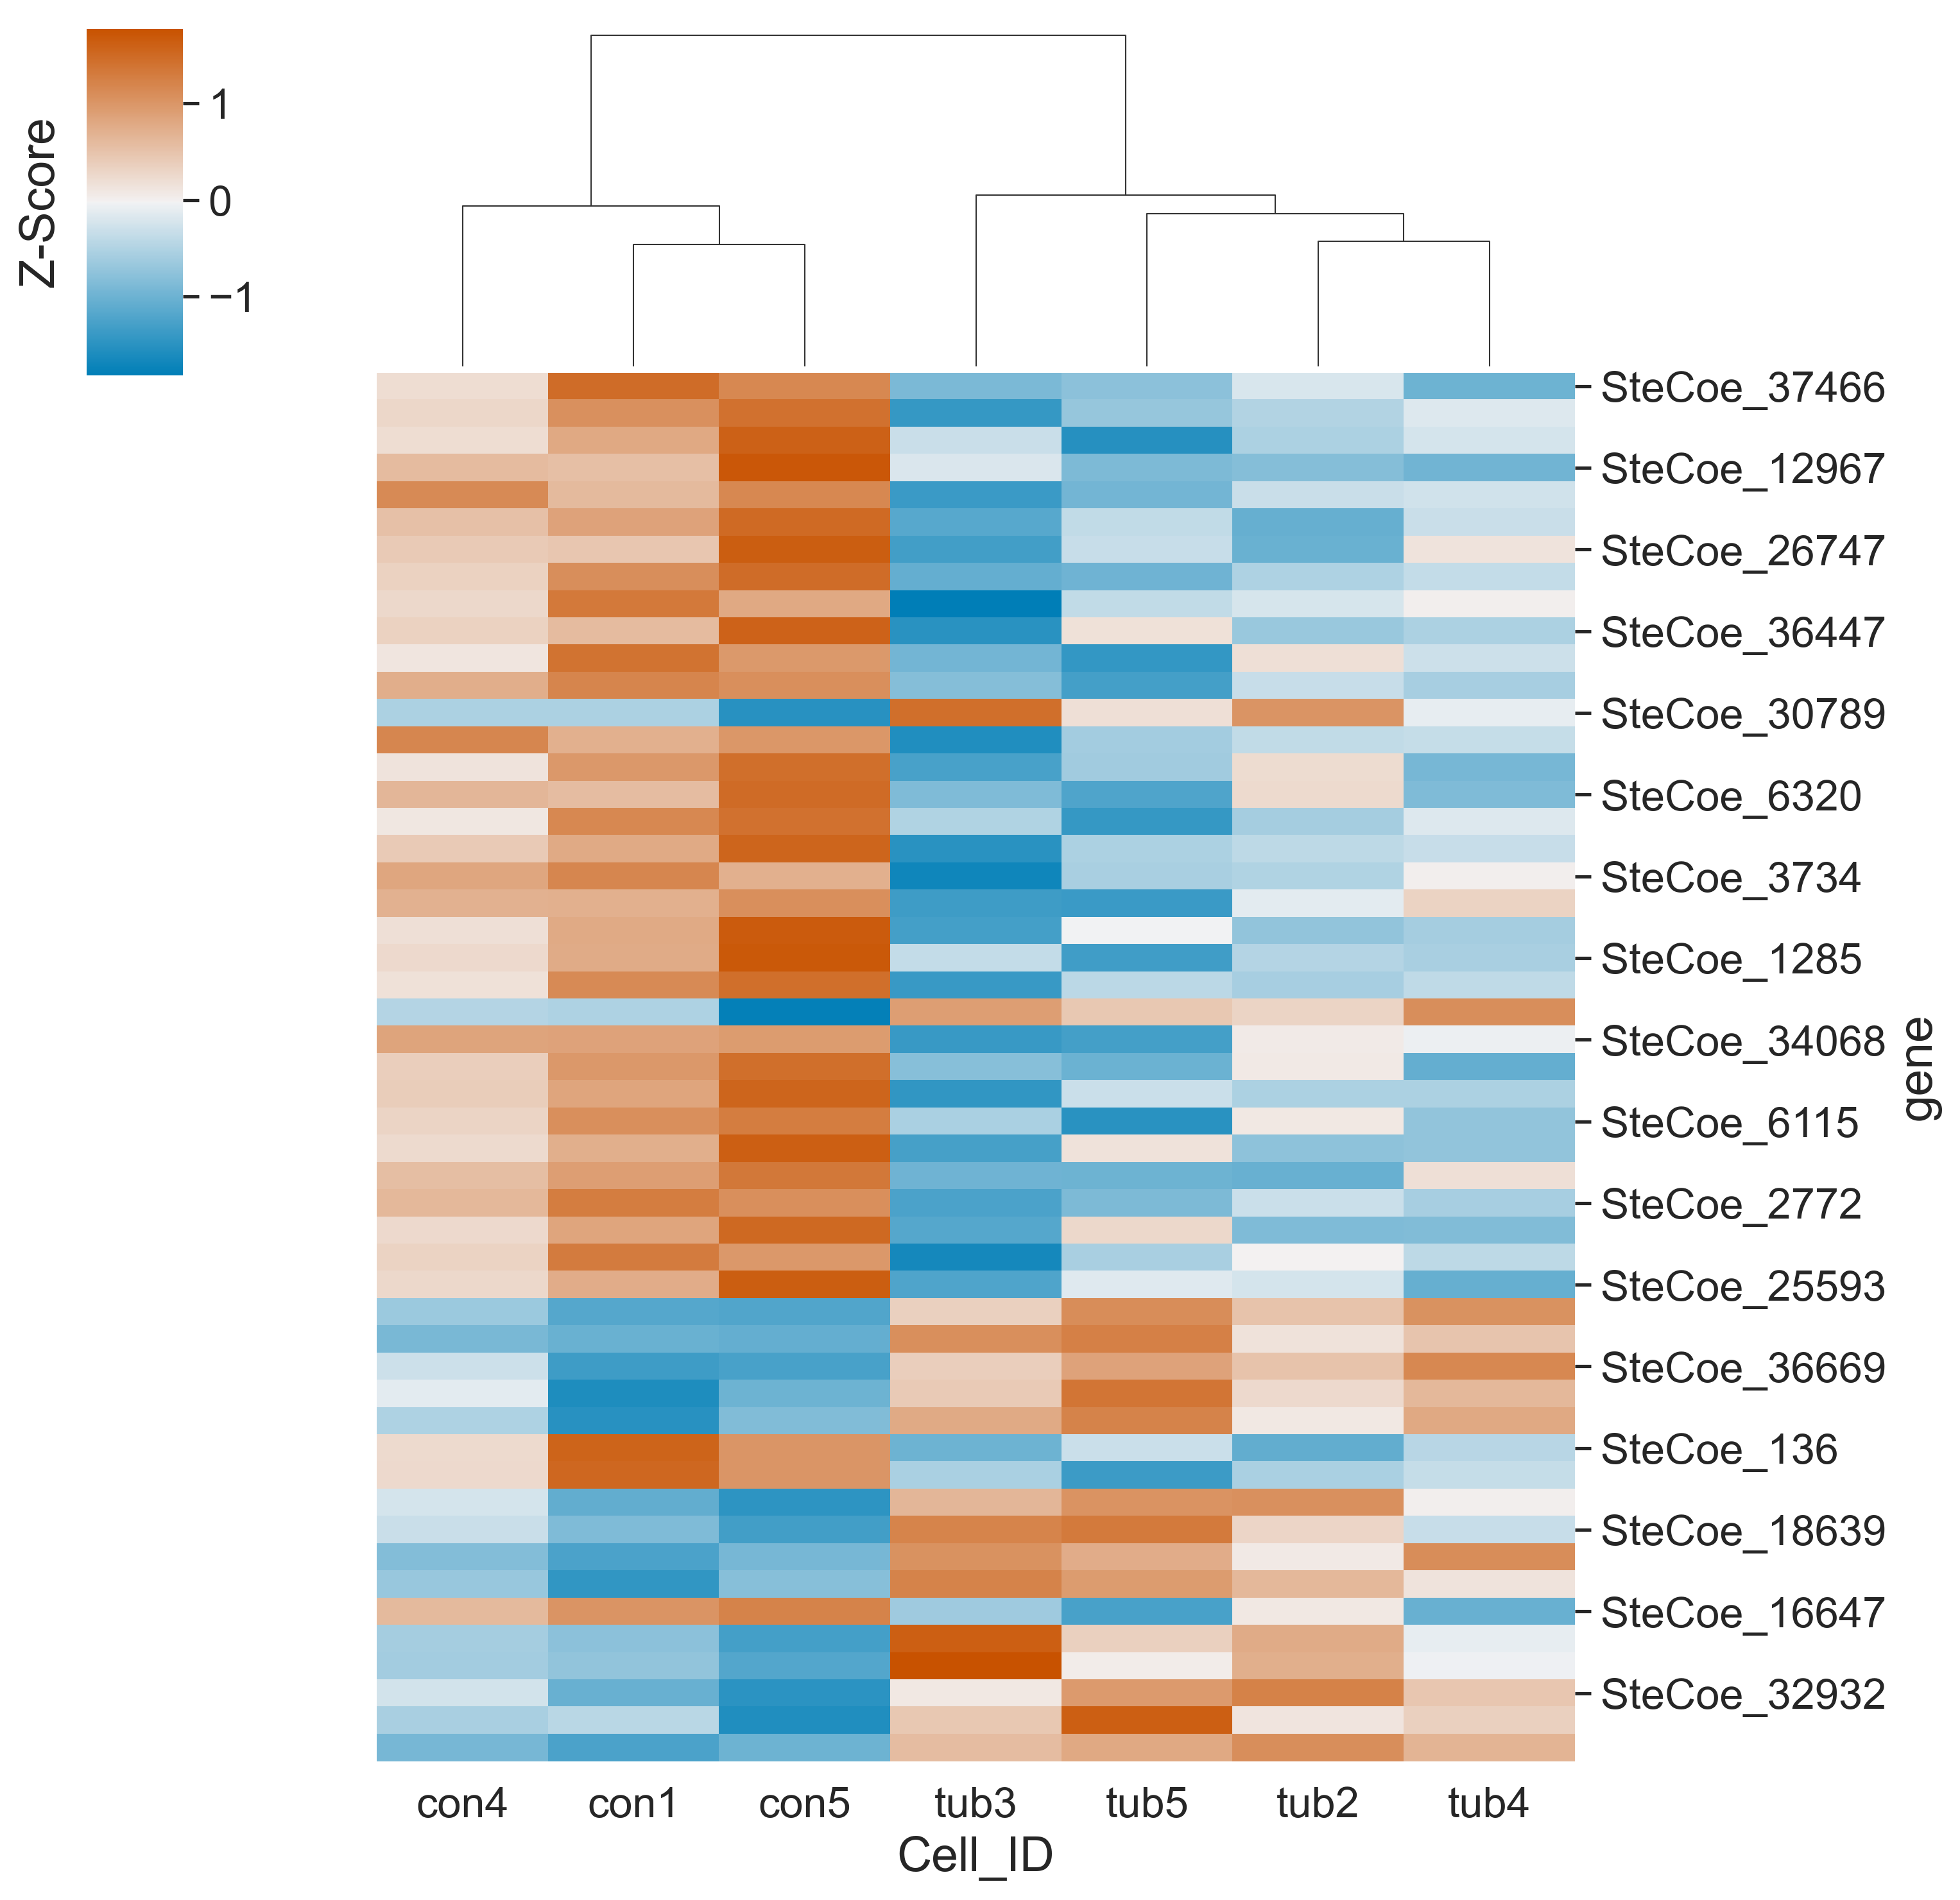 Z-Score
1
0
−1
SteCoe_37466
SteCoe_12967
SteCoe_26747
SteCoe_36447
SteCoe_30789
SteCoe_6320
SteCoe_3734
SteCoe_1285
SteCoe_34068
SteCoe_6115
SteCoe_2772
SteCoe_25593
SteCoe_36669
SteCoe_136
SteCoe_18639
SteCoe_16647
SteCoe_32932
gene
con4 con1 con5 tub3 tub5 tub2 tub4
Cell_ID